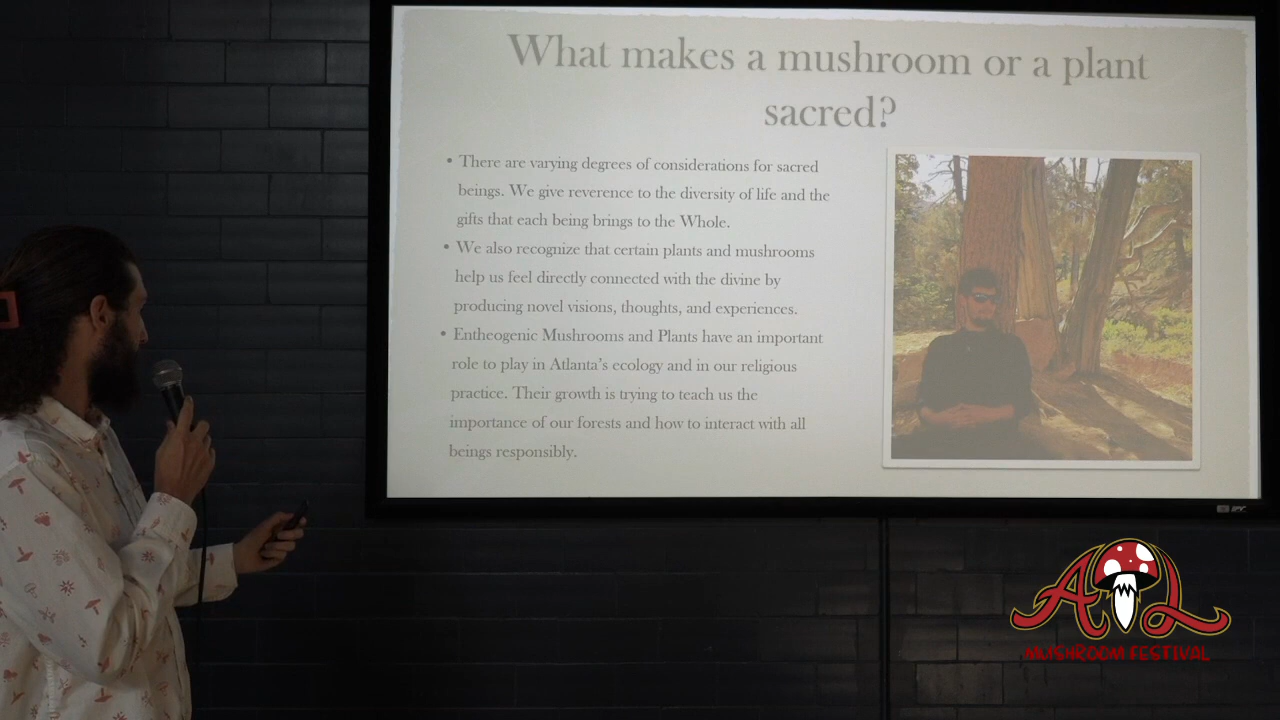 What makes a mushroom or a plant
sacred?
• There are varying degrees of considerations for sacred
beings. We give reverence to the diversity of life and the
gifts that each being brings to the Whole.
• We also recognize that certain plants and mushrooms
help us feel directly connected with the divine by
producing novel visions, thoughts, and experiences.
• Entheogenic Mushrooms and Plants have an important
role to play in Atlanta's ecology and in our religious
practice. Their growth is trying to teach us the
importance of our forests and how to interact with all
beings responsibly.
ATL
MUSHROOM FESTIVAL